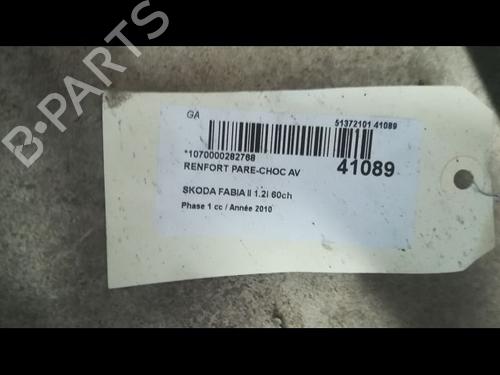 GA
51372101 41089
*1070000282768
RENFORT PARE-CHOC AV
41089
SKODA FABIA II 1.2i 60ch
Phase 1 cc / Année 2010
B-PARTS